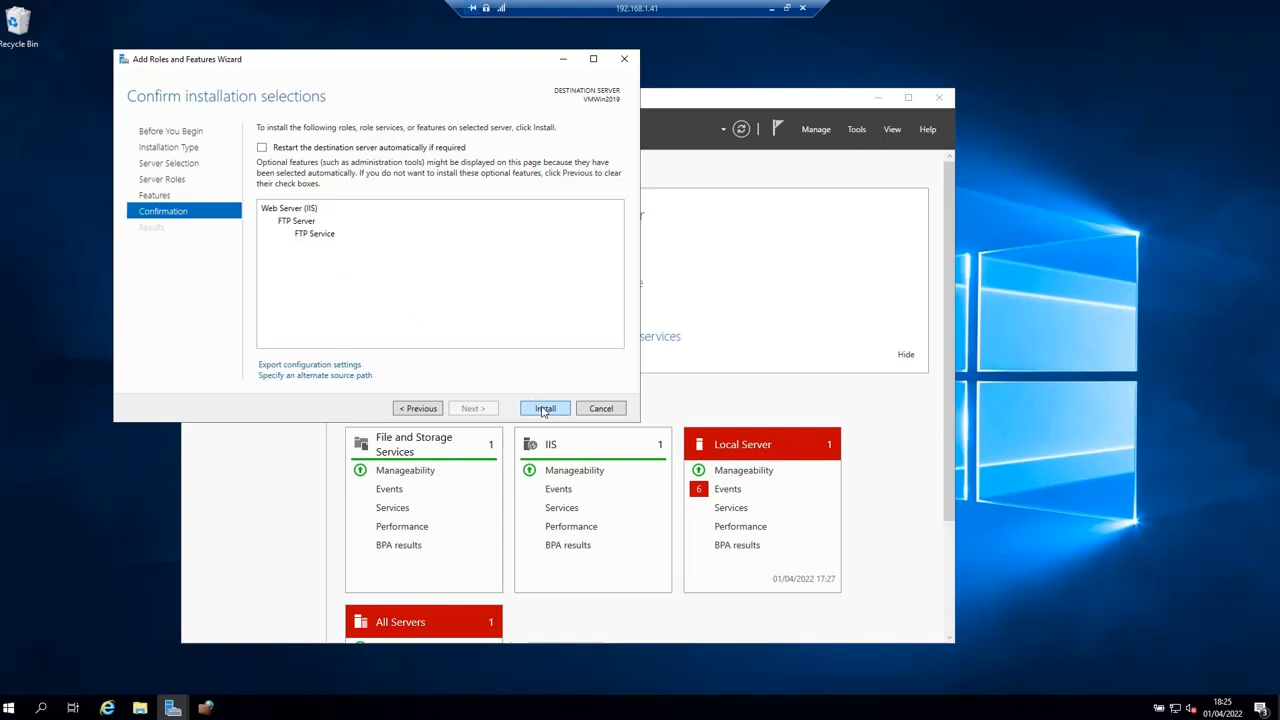 192.168.1.41
Recycle Bin
Add Roles and Features Wizard
Confirm installation selections
DESTINATION SERVER
VMWin2019
Before You Begin
Installation Type
Server Selection
Server Roles
Features
Confirmation
Results
To install the following roles, role services, or features on selected server, click Install.
Restart the destination server automatically if required
Optional features (such as administration tools) might be displayed on this page because they have
been selected automatically. If you do not want to install these optional features, click Previous to clear
their check boxes.
Web Server (IIS)
FTP Server
FTP Service
Export configuration settings
Specify an alternate source path
< Previous
Next >
Install
Cancel
Manage
Tools
View
Help
services
Hide
File and Storage
Services
1
Manageability
Events
Services
Performance
BPA results
IIS
1
Manageability
Events
Services
Performance
BPA results
Local Server
1
Manageability
6
Events
Services
Performance
BPA results
01/04/2022 17:27
All Servers
1
18:25
01/04/2022
3